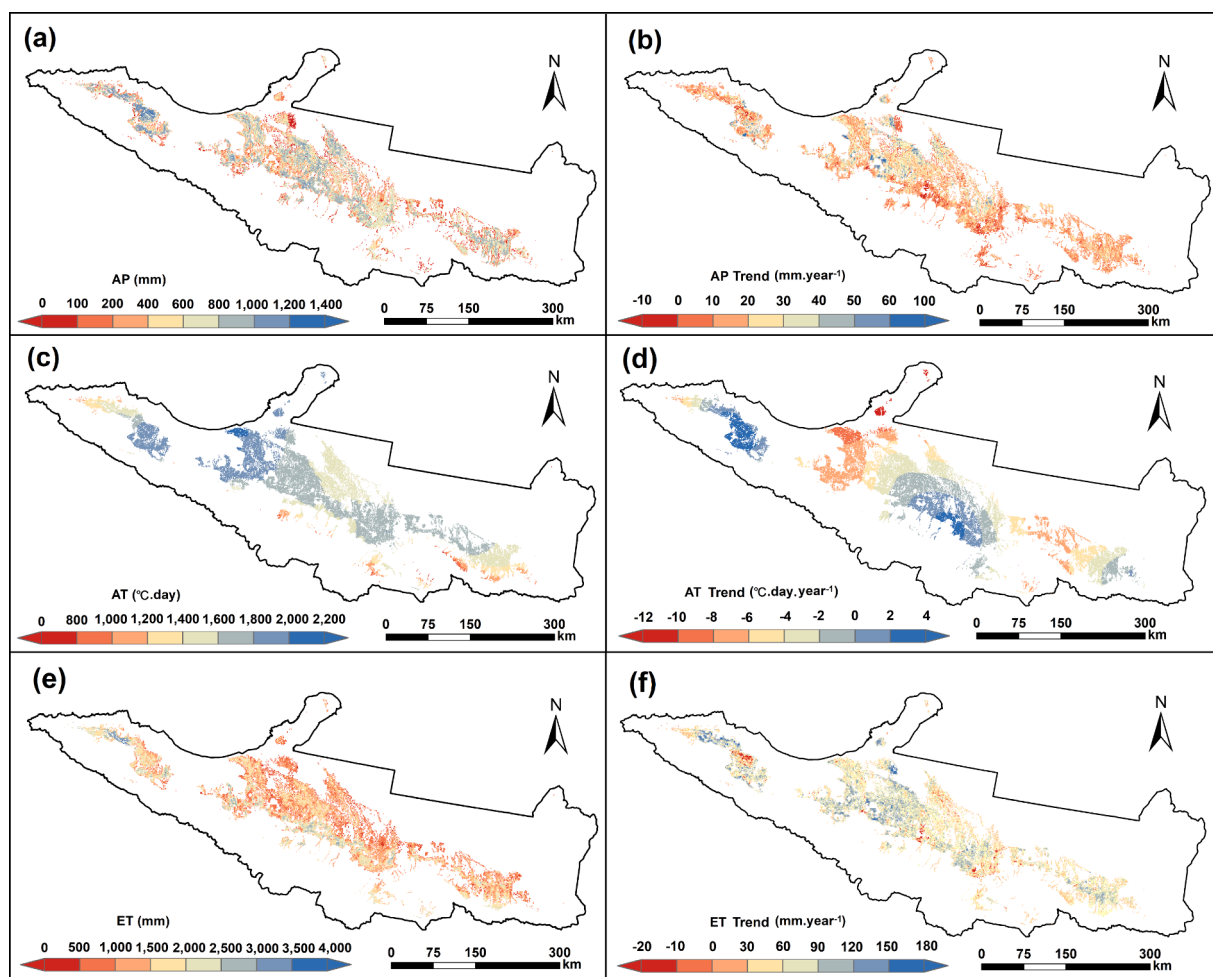 (a)
N
AP (mm)
0 100 200 400 600 800 1,000 1,200 1,400
0 75 150 300
km
(b)
N
AP Trend (mm.year-1)
-10 0 10 20 30 40 50 60 100
0 75 150 300
km
(c)
N
AT (℃.day)
0 800 1,000 1,200 1,400 1,600 1,800 2,000 2,200
0 75 150 300
km
(d)
N
AT Trend (℃.day.year-1)
-12 -10 -8 -6 -4 -2 0 2 4
0 75 150 300
km
(e)
N
ET (mm)
0 500 1,000 1,500 2,000 2,500 3,000 3,500 4,000
0 75 150 300
km
(f)
N
ET Trend (mm.year-1)
-20 -10 0 30 60 90 120 150 180
0 75 150 300
km